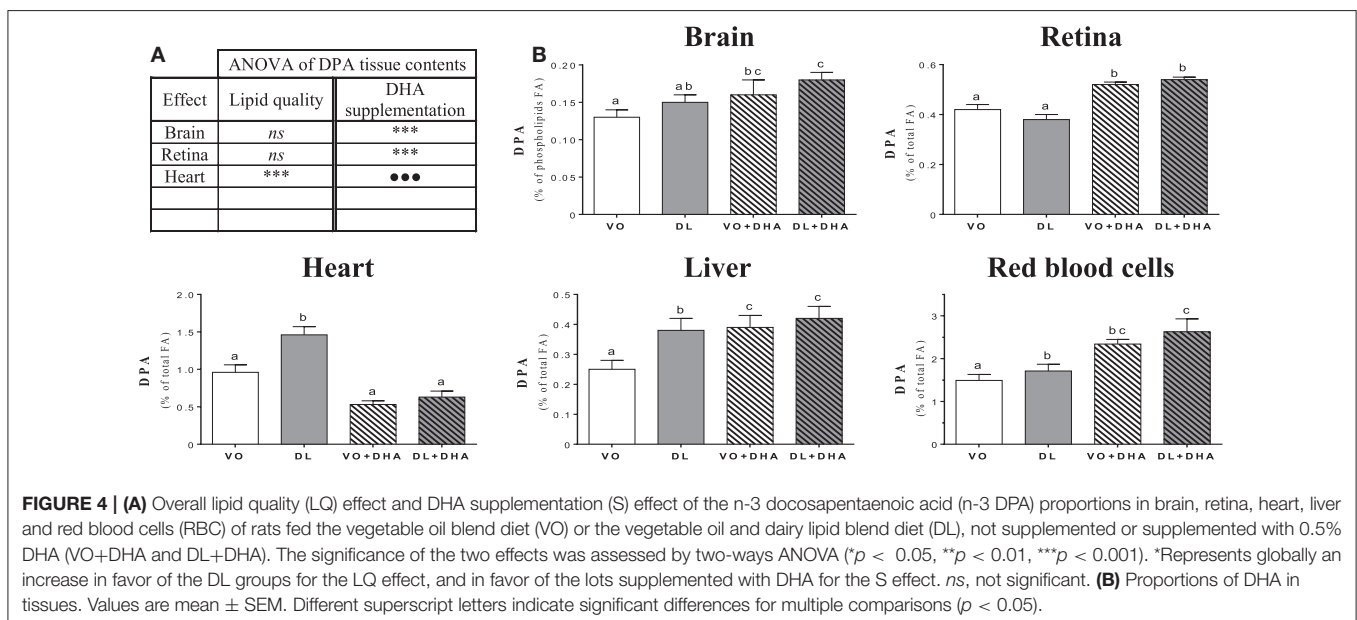 A
ANOVA of DPA tissue contents
Effect Lipid quality DHA supplementation
Brain ns ***
Retina ns ***
Heart *** ●●●
B
Brain
DPA
(% of phospholipids FA)
0.20
0.15
0.10
0.05
0
a
ab
bc
c
VO DL VO+DHA DL+DHA
Retina
DPA
(% of total FA)
0.6
0.4
0.2
0
a
a
b
b
VO DL VO+DHA DL+DHA
Heart
DPA
(% of total FA)
2.0
1.5
1.0
0.5
0
a
b
a
a
VO DL VO+DHA DL+DHA
Liver
DPA
(% of total FA)
0.5
0.4
0.3
0.2
0.1
0
a
b
c
c
VO DL VO+DHA DL+DHA
Red blood cells
DPA
(% of total FA)
3
2
1
0
a
b
bc
c
VO DL VO+DHA DL+DHA
FIGURE 4 | (A) Overall lipid quality (LQ) effect and DHA supplementation (S) effect of the n-3 docosapentaenoic acid (n-3 DPA) proportions in brain, retina, heart, liver
and red blood cells (RBC) of rats fed the vegetable oil blend diet (VO) or the vegetable oil and dairy lipid blend diet (DL), not supplemented or supplemented with 0.5%
DHA (VO+DHA and DL+DHA). The significance of the two effects was assessed by two-ways ANOVA (*p < 0.05, **p < 0.01, ***p < 0.001). *Represents globally an
increase in favor of the DL groups for the LQ effect, and in favor of the lots supplemented with DHA for the S effect. ns, not significant. (B) Proportions of DHA in
tissues. Values are mean ± SEM. Different superscript letters indicate significant differences for multiple comparisons (p < 0.05).